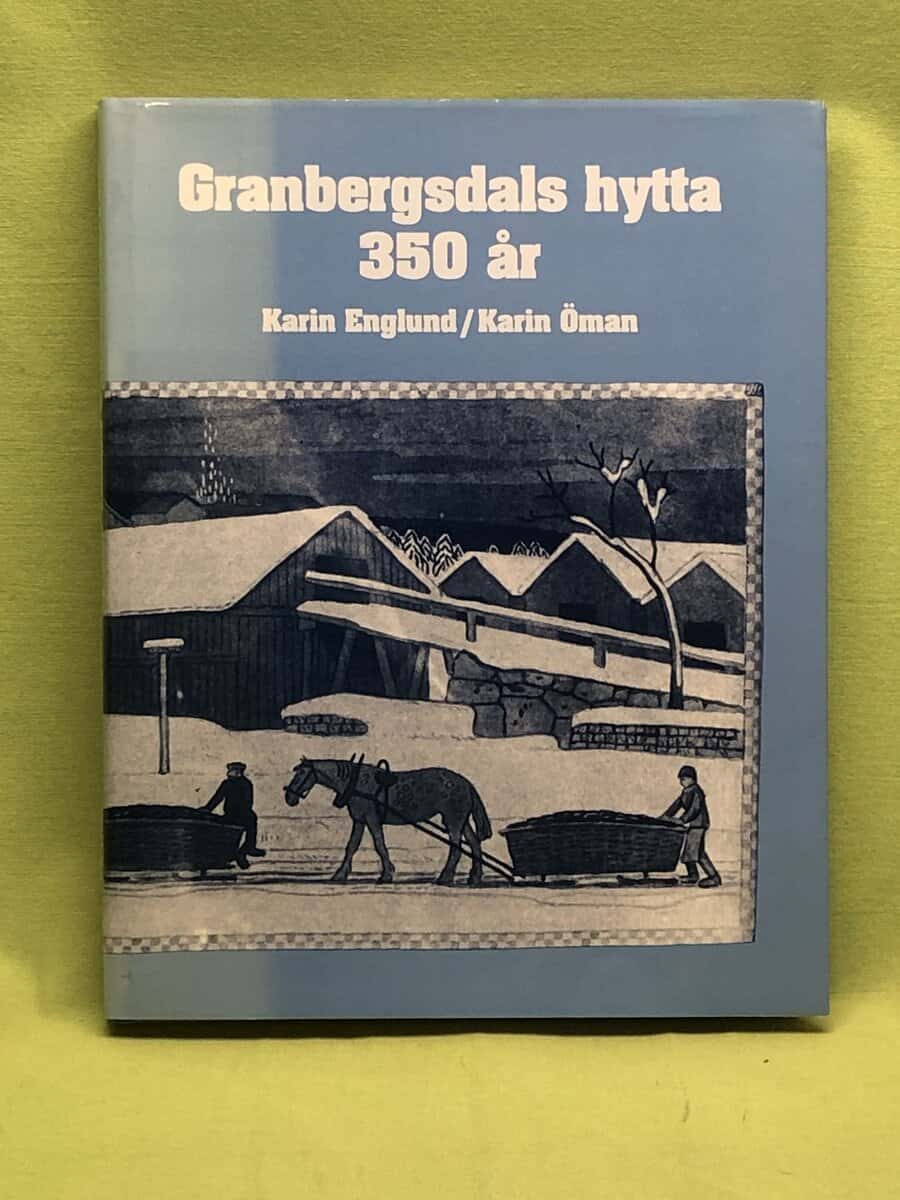 Granbergsdals hytta
350 år
Karin Englund/Karin Öman